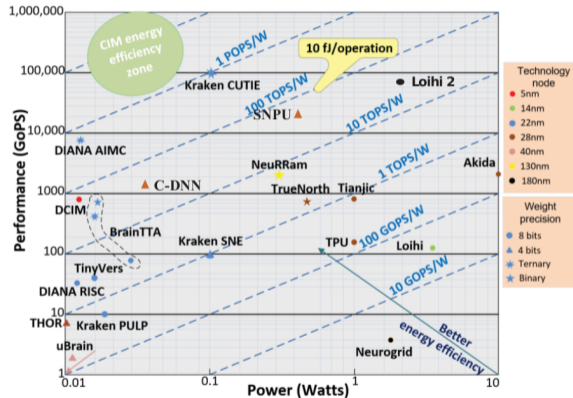 1,000,000
CIM energy
efficiency
zone
1 POPS/W
10 fJ/operation
100,000
Kraken CUTIE
Loihi 2
100 TOPS/W
SNPU
10 TOPS/W
10,000
DIANA AIMC
Performance (GoPS)
NeuRRam
1 TOPS/W
Akida
C-DNN
1000
TrueNorth
Tianjic
DCIM
BrainTTA
Kraken SNE
TPU
100 GOPS/W
Loihi
100
TinyVers
10 GOPS/W
DIANA RISC
10
THOR
Kraken PULP
Better
energy efficiency
uBrain
Neurogrid
1
0.01
0.1
1
10
Power (Watts)
Technology
node
5nm
14nm
22nm
28nm
40nm
130nm
180nm
Weight
precision
8 bits
4 bits
Ternary
Binary